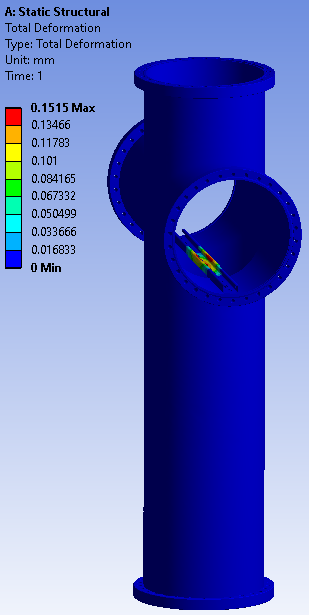 A: Static Structural
Total Deformation
Type: Total Deformation
Unit: mm
Time: 1
0.1515 Max
0.13466
0.11783
0.101
0.084165
0.067332
0.050499
0.033666
0.016833
0 Min